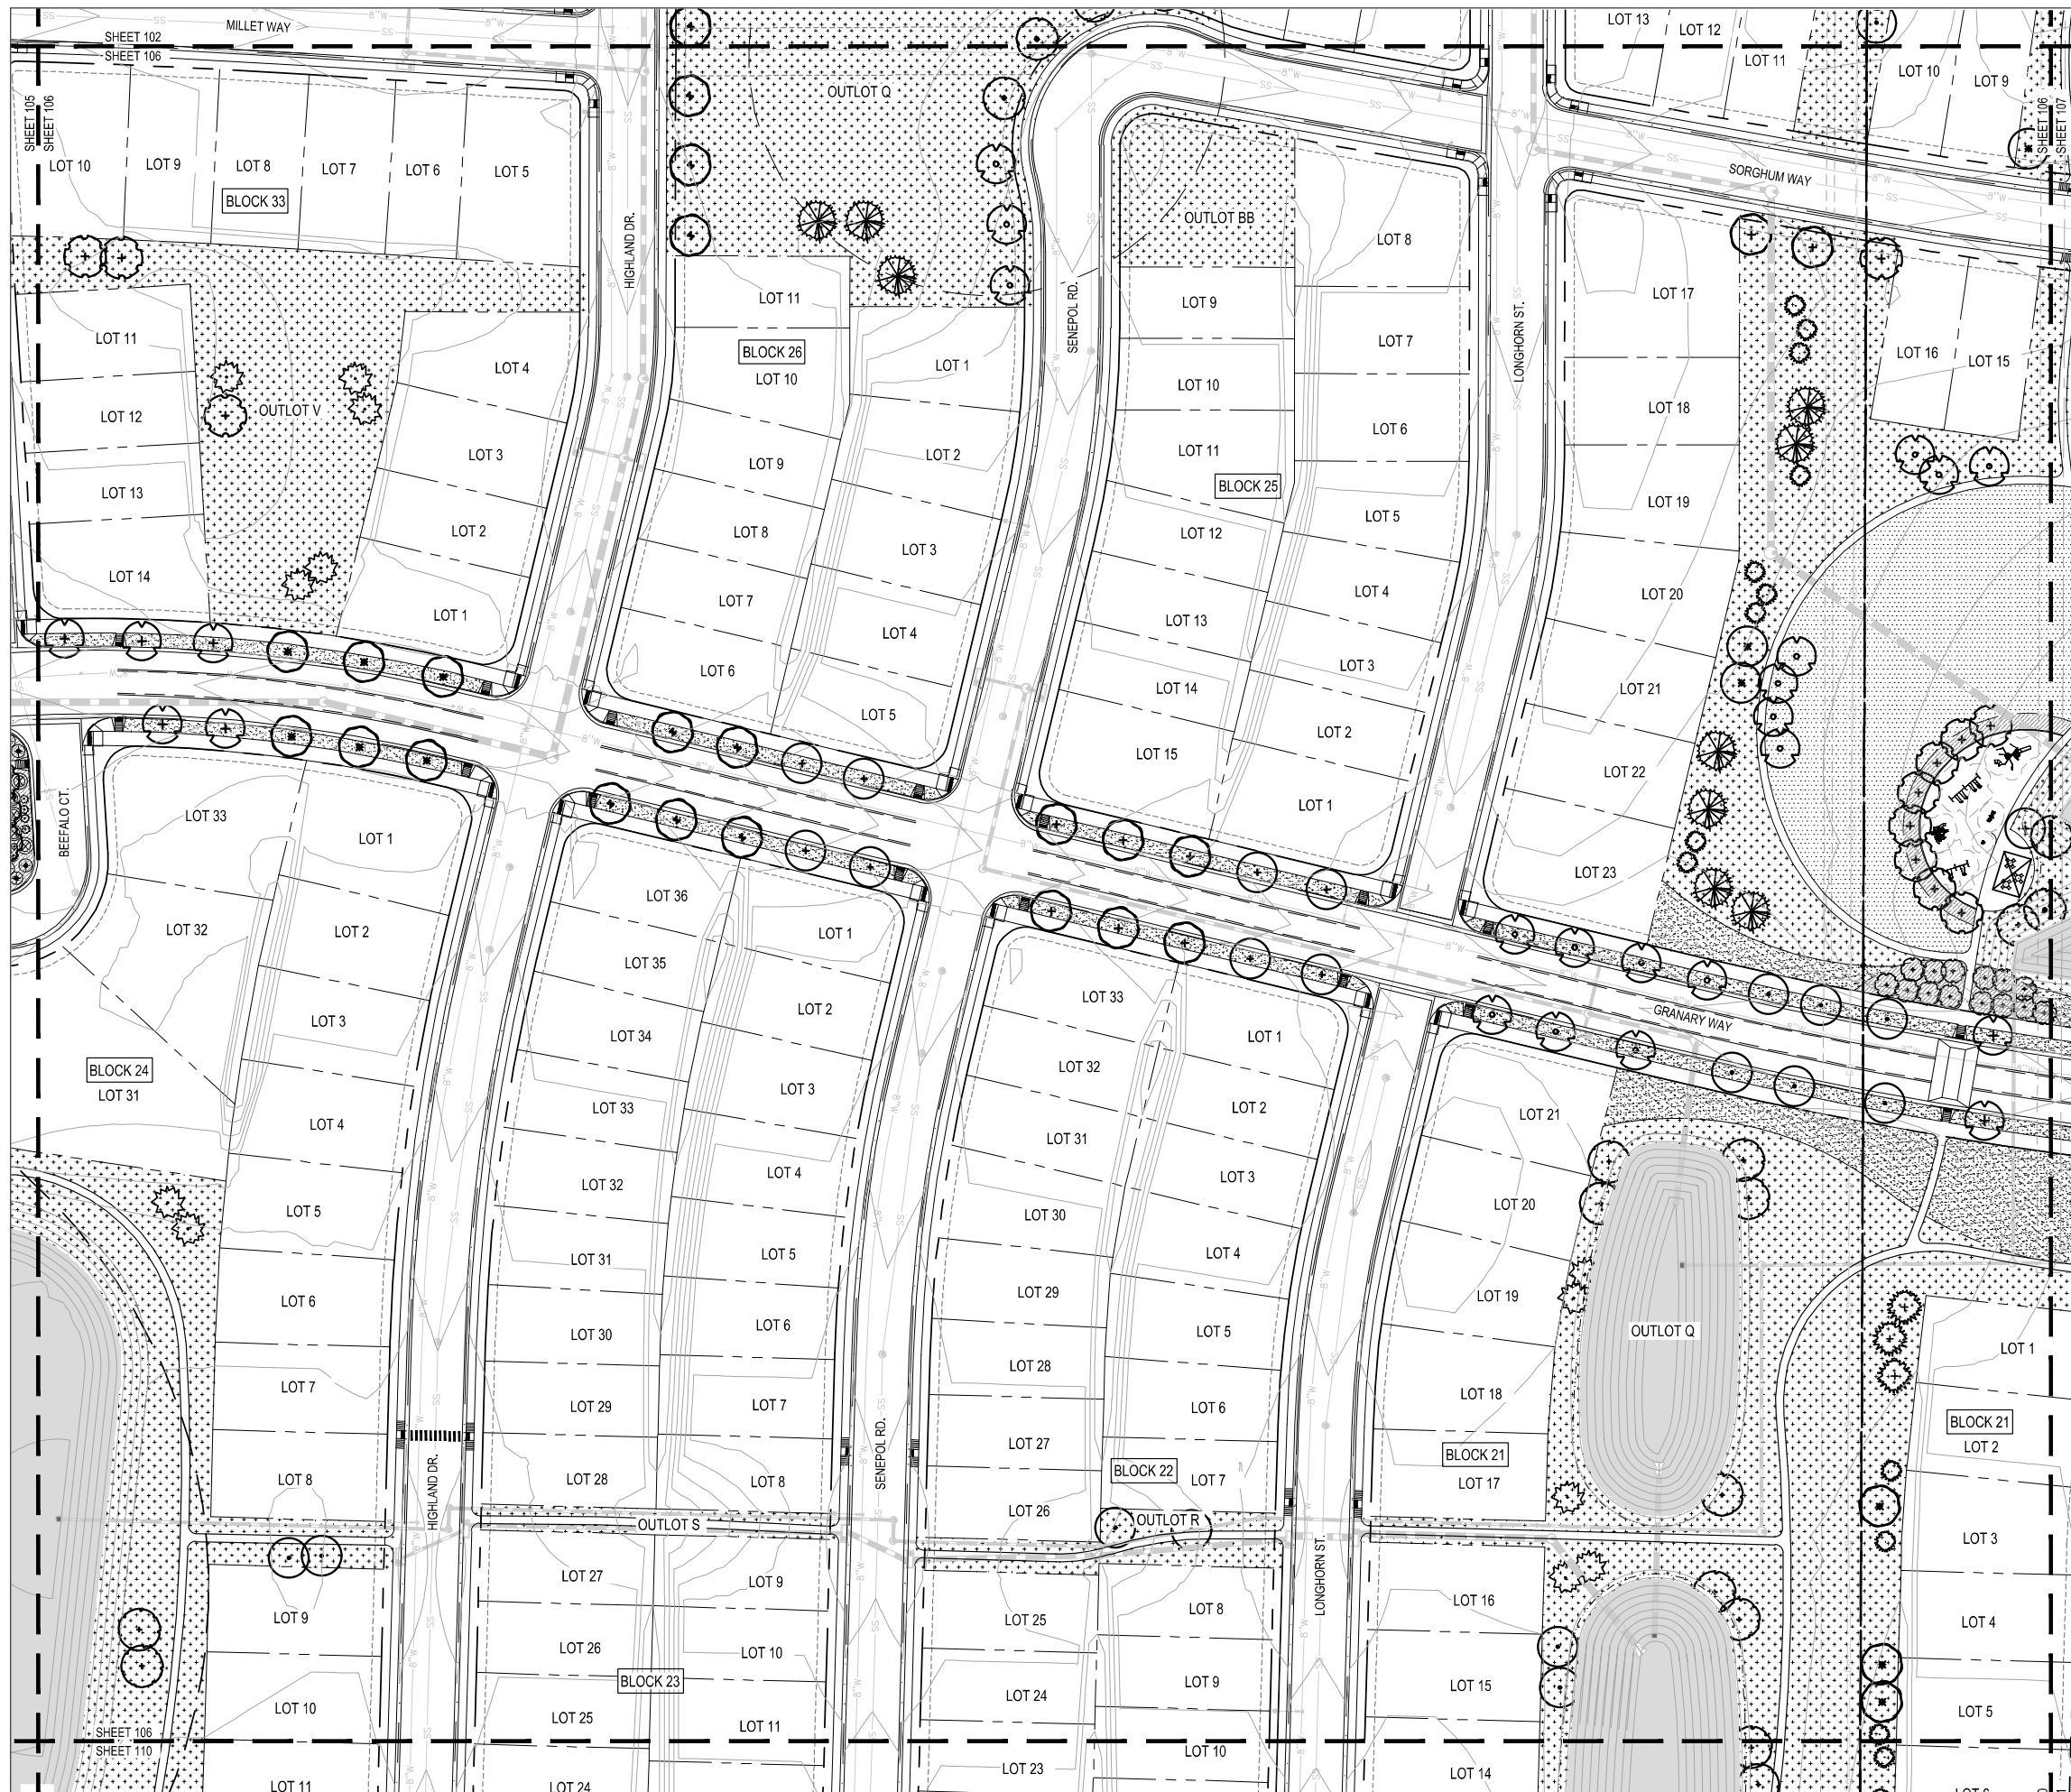 MILLET WAY
SHEET 102
SHEET 106
SHEET 105
SHEET 106
LOT 10
LOT 9
LOT 8
LOT 7
LOT 6
LOT 5
BLOCK 33
HIGHLAND DR.
OUTLOT Q
OUTLOT BB
LOT 13
LOT 12
LOT 11
LOT 10
LOT 9
SHEET 106
SHEET 107
SORGHUM WAY
LOT 11
LOT 12
LOT 13
LOT 14
OUTLOT V
LOT 4
LOT 3
LOT 2
LOT 1
LOT 11
BLOCK 26
LOT 10
LOT 9
LOT 8
LOT 7
LOT 6
LOT 1
LOT 2
LOT 3
LOT 4
LOT 5
SENEPOL RD.
LOT 9
LOT 10
LOT 11
BLOCK 25
LOT 12
LOT 13
LOT 14
LOT 15
LOT 8
LOT 7
LOT 6
LOT 5
LOT 4
LOT 3
LOT 2
LOT 1
LONGHORN ST.
LOT 17
LOT 18
LOT 19
LOT 20
LOT 21
LOT 22
LOT 23
LOT 16
LOT 15
GRANARY WAY
BEEFALO CT.
LOT 33
LOT 32
BLOCK 24
LOT 31
LOT 1
LOT 2
LOT 3
LOT 4
LOT 5
LOT 6
LOT 7
LOT 8
LOT 9
LOT 10
LOT 11
HIGHLAND DR.
LOT 36
LOT 35
LOT 34
LOT 33
LOT 32
LOT 31
LOT 30
LOT 29
LOT 28
OUTLOT S
LOT 27
LOT 26
BLOCK 23
LOT 25
LOT 24
LOT 1
LOT 2
LOT 3
LOT 4
LOT 5
LOT 6
LOT 7
LOT 8
LOT 9
LOT 10
LOT 11
SENEPOL RD.
LOT 33
LOT 32
LOT 31
LOT 30
LOT 29
LOT 28
LOT 27
LOT 26
LOT 25
LOT 24
LOT 23
LOT 1
LOT 2
LOT 3
LOT 4
LOT 5
LOT 6
BLOCK 22
LOT 7
OUTLOT R
LOT 8
LOT 9
LOT 10
LONGHORN ST.
LOT 21
LOT 20
LOT 19
LOT 18
BLOCK 21
LOT 17
LOT 16
LOT 15
LOT 14
OUTLOT Q
LOT 1
BLOCK 21
LOT 2
LOT 3
LOT 4
LOT 5
SHEET 106
SHEET 110